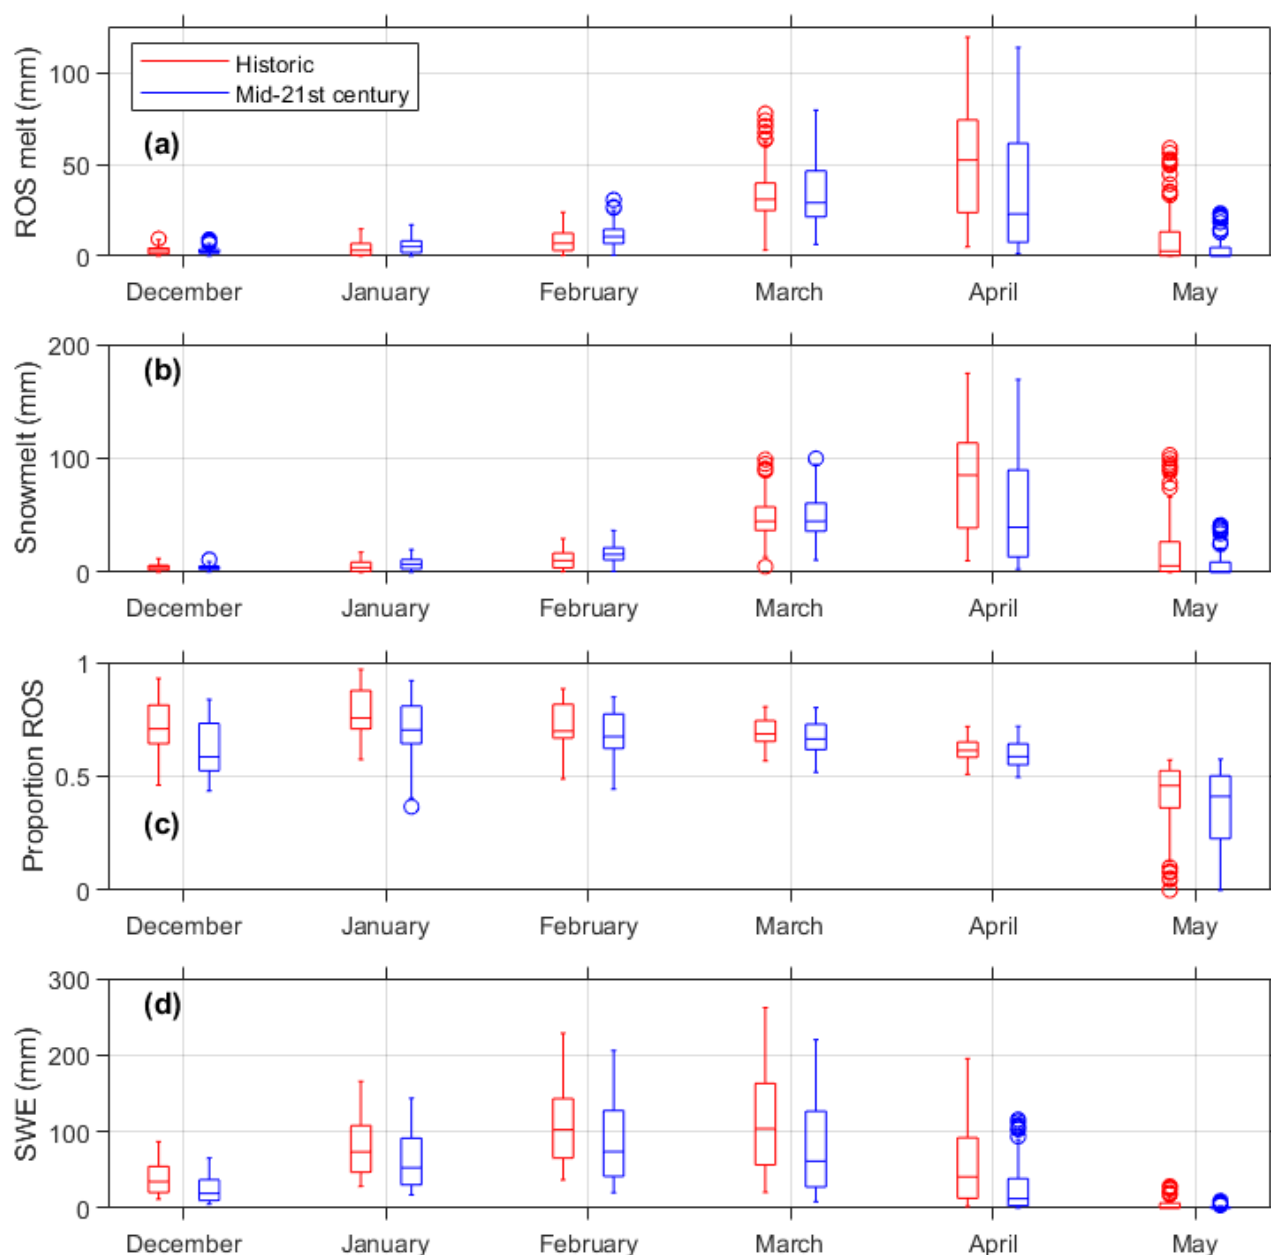 ROS melt (mm)
100
50
0
Historic
Mid-21st century
(a)
December January February March April May
Snowmelt (mm)
200
100
0
(b)
December January February March April May
Proportion ROS
1
0.5
0
(c)
December January February March April May
SWE (mm)
300
200
100
0
(d)
December January February March April May